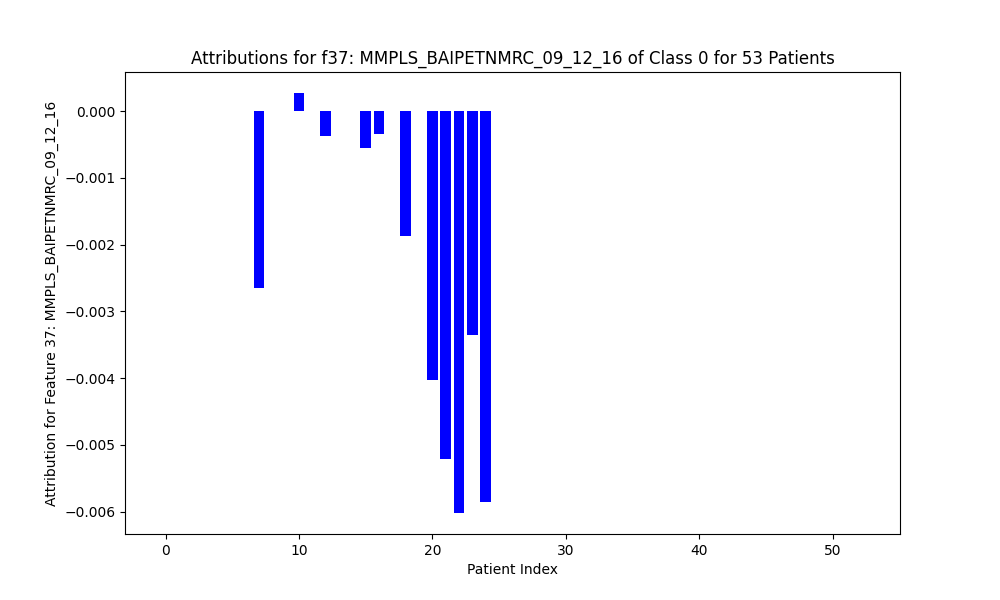 Attributions for f37: MMPLS_BAIPETNMRC_09_12_16 of Class 0 for 53 Patients
Attribution for Feature 37: MMPLS_BAIPETNMRC_09_12_16
0.000
−0.001
−0.002
−0.003
−0.004
−0.005
−0.006
0 10 20 30 40 50
Patient Index